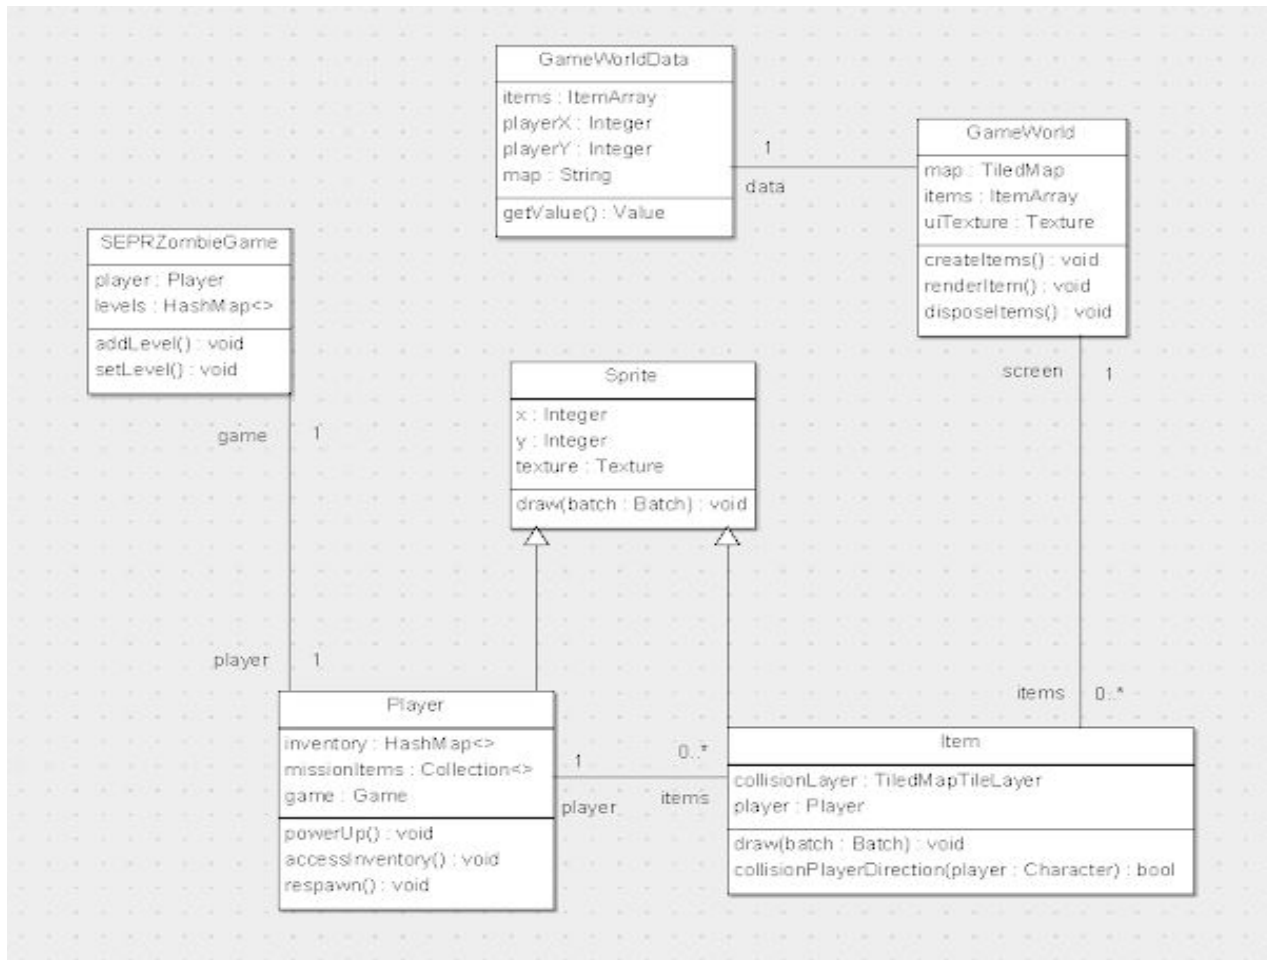 GameWorldData
items : ItemArray
playerX : Integer
playerY : Integer
map : String
getValue() : Value
1
data
GameWorld
map : TiledMap
items : ItemArray
uiTexture : Texture
createItems() : void
renderItem() : void
disposeItems() : void
SEPRZombieGame
player : Player
levels : HashMap<>
addLevel() : void
setLevel() : void
Sprite
x : Integer
y : Integer
texture : Texture
draw(batch : Batch) : void
screen 1
game 1
player 1
items 0..*
Player
inventory : HashMap<>
missionItems : Collection<>
game : Game
powerUp() : void
accessInventory() : void
respawn() : void
1 0..*
player items
Item
collisionLayer : TiledMapTileLayer
player : Player
draw(batch : Batch) : void
collisionPlayerDirection(player : Character) : bool